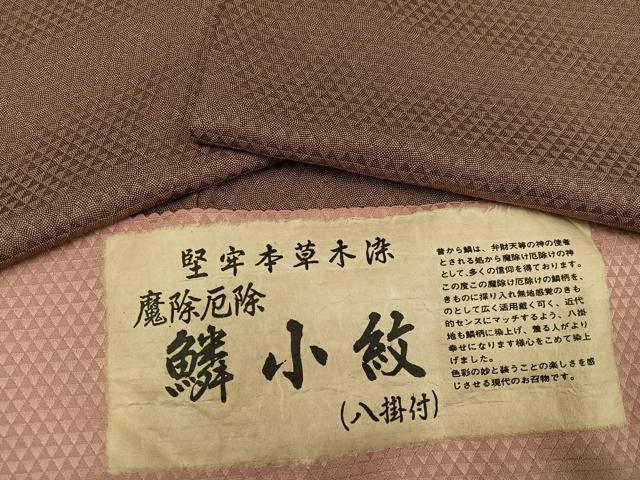 堅牢本草木染
魔除厄除
鱗小紋
(八掛付)
昔から鱗は、弁財天等の神の使者
とされる処から魔除け厄除けの神
として、多くの信仰を得ております。
この度この魔除け厄除けの鱗柄を、
きものに採り入れ無地感覚のきも
のとして広く活用戴く可く、近代
的センスにマッチするよう、八掛
地も鱗柄に染上げ、着る人がより
幸せになります様心をこめて染上
げました。
色彩の妙と装うことの楽しさを感
じさせる現代のお召物です。